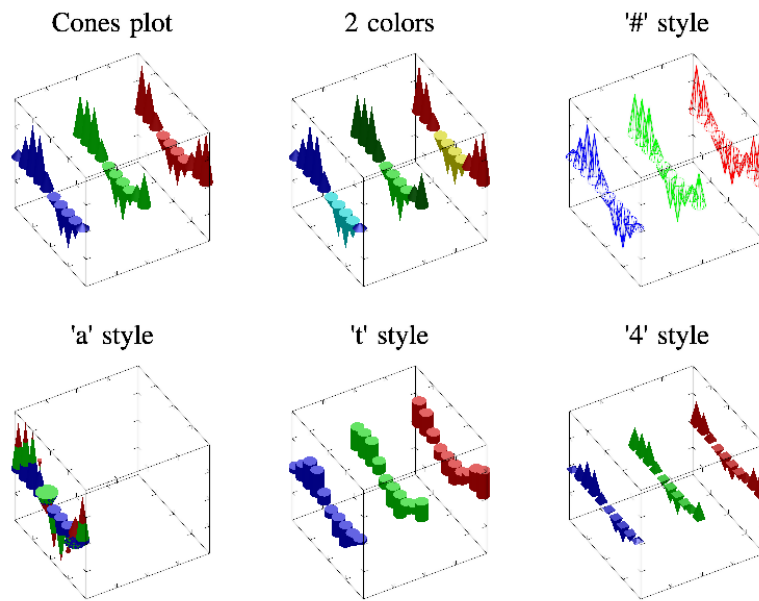 Cones plot
2 colors
'#' style
'a' style
't' style
'4' style